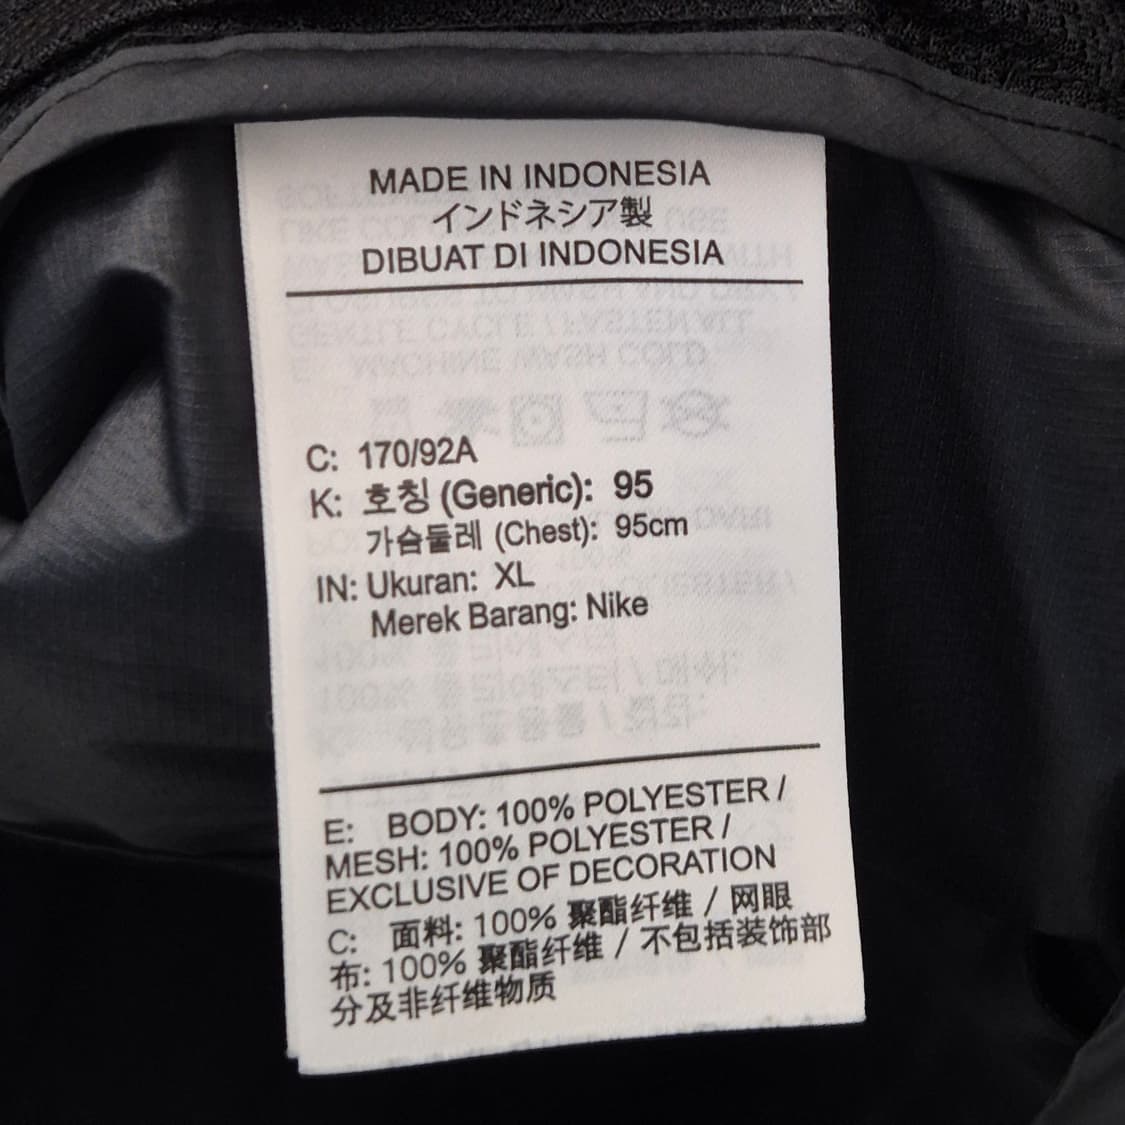 MADE IN INDONESIA
インドネシア製
DIBUAT DI INDONESIA
C: 170/92A
K: 호칭 (Generic): 95
가슴둘레 (Chest): 95cm
IN: Ukuran: XL
Merek Barang: Nike
E: BODY: 100% POLYESTER /
MESH: 100% POLYESTER /
EXCLUSIVE OF DECORATION
C: 面料: 100% 聚酯纤维 / 网眼
布: 100% 聚酯纤维 / 不包括装饰部
分及非纤维物质